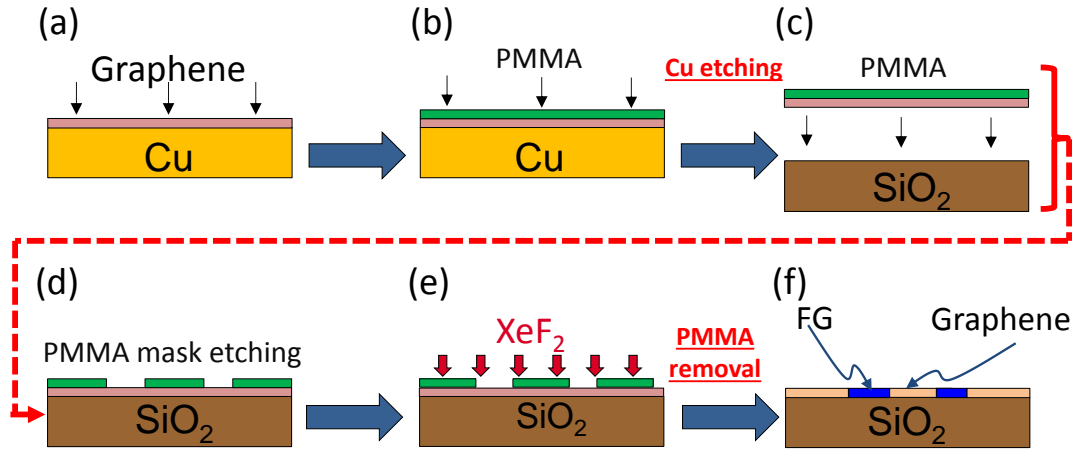 (a)
Graphene
Cu
(b)
PMMA
Cu
Cu etching
(c)
PMMA
SiO₂
(d)
PMMA mask etching
SiO₂
(e)
XeF₂
SiO₂
PMMA
removal
(f)
FG
Graphene
SiO₂